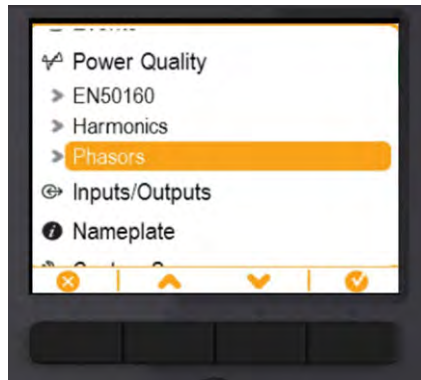 Power Quality
EN50160
Harmonics
Phasors
Inputs/Outputs
Nameplate